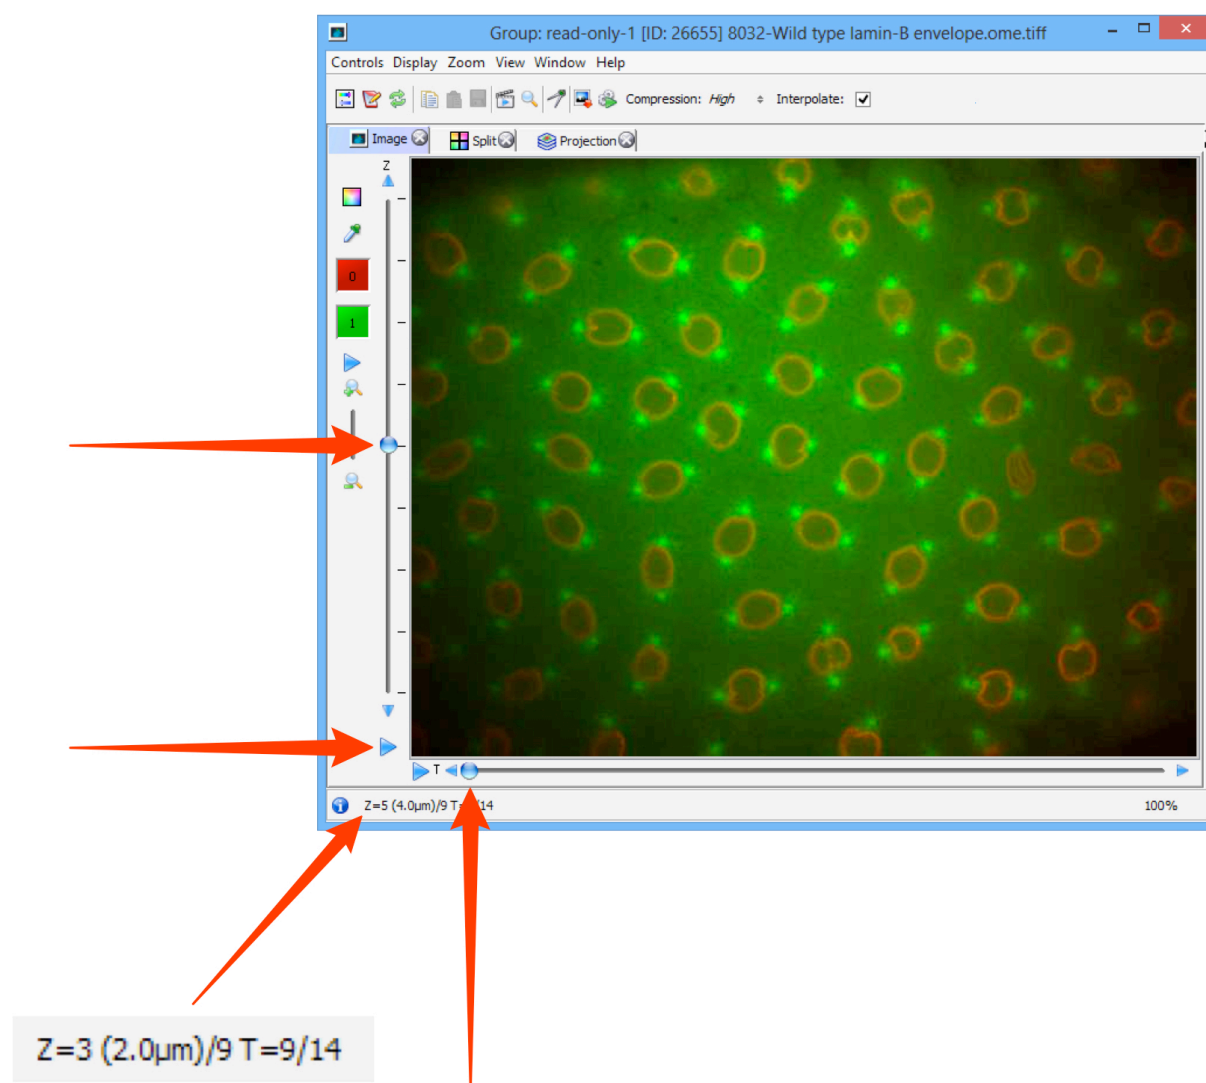 Group: read-only-1 [ID: 26655] 8032-Wild type lamin-B envelope.ome.tiff
Controls Display Zoom View Window Help
Compression: High Interpolate:
Image Split Projection
Z
0
1
T
Z=5 (4.0µm)/9 T= /14 100%
Z=3 (2.0µm)/9 T=9/14